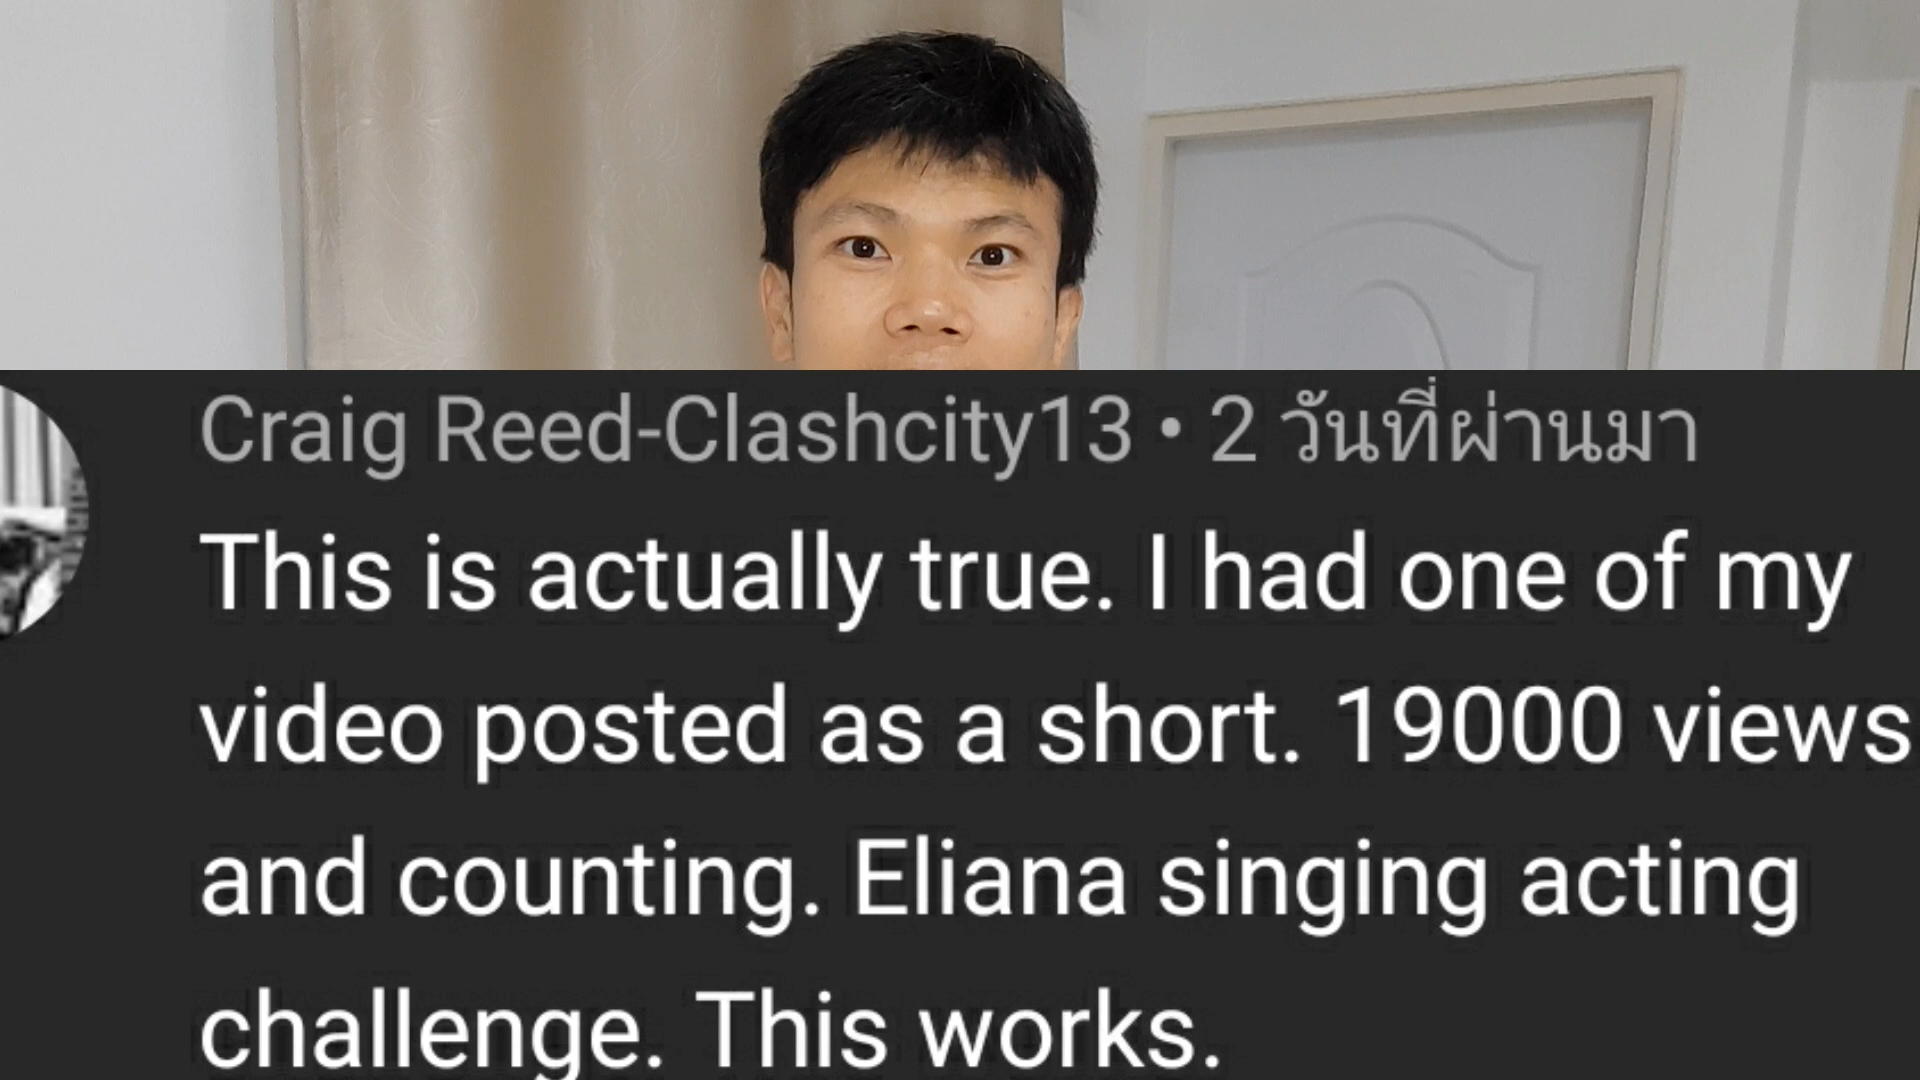 Craig Reed-Clashcity13 • 2 วันที่ผ่านมา
This is actually true. I had one of my
video posted as a short. 19000 views
and counting. Eliana singing acting
challenge. This works.